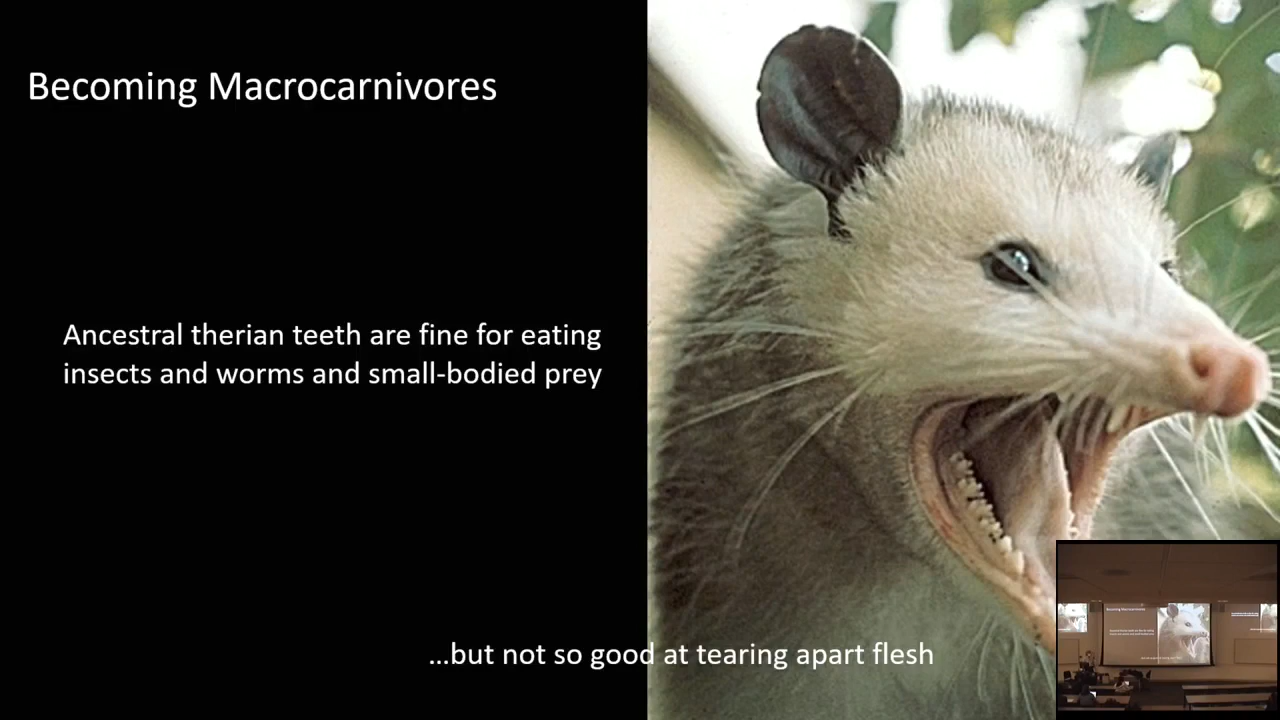 Becoming Macrocarnivores
Ancestral therian teeth are fine for eating
insects and worms and small-bodied prey
...but not so good at tearing apart flesh